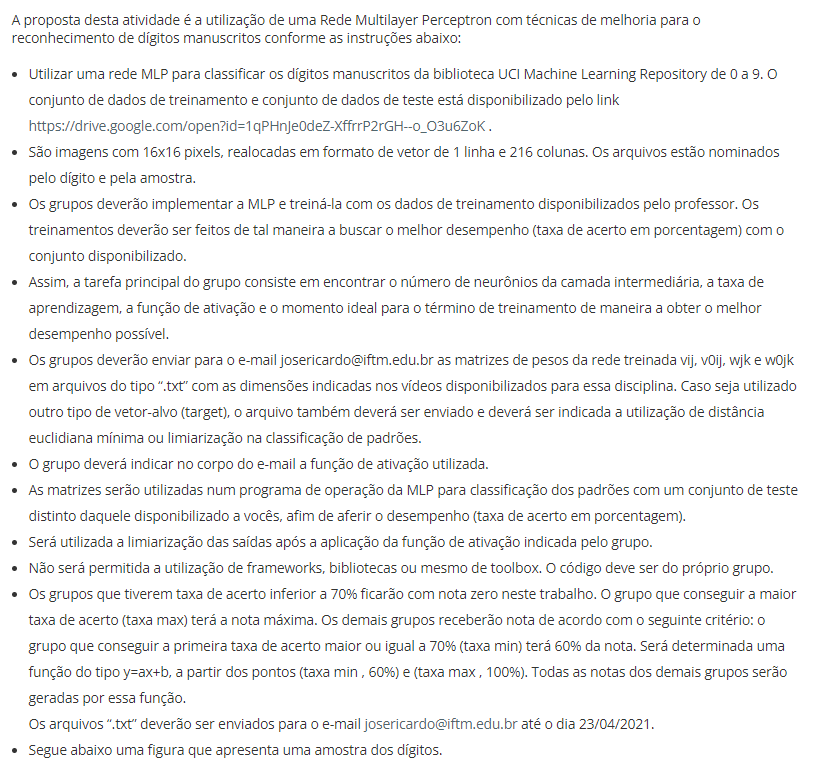 A proposta desta atividade é a utilização de uma Rede Multilayer Perceptron com técnicas de melhoria para o
reconhecimento de dígitos manuscritos conforme as instruções abaixo:
• Utilizar uma rede MLP para classificar os dígitos manuscritos da biblioteca UCI Machine Learning Repository de 0 a 9. O
conjunto de dados de treinamento e conjunto de dados de teste está disponibilizado pelo link
https://drive.google.com/open?id=1qPHnJe0deZ-XffrrP2rGH--o_O3u6ZoK .
• São imagens com 16x16 pixels, realocadas em formato de vetor de 1 linha e 216 colunas. Os arquivos estão nominados
pelo dígito e pela amostra.
• Os grupos deverão implementar a MLP e treiná-la com os dados de treinamento disponibilizados pelo professor. Os
treinamentos deverão ser feitos de tal maneira a buscar o melhor desempenho (taxa de acerto em porcentagem) com o
conjunto disponibilizado.
• Assim, a tarefa principal do grupo consiste em encontrar o número de neurônios da camada intermediária, a taxa de
aprendizagem, a função de ativação e o momento ideal para o término de treinamento de maneira a obter o melhor
desempenho possível.
• Os grupos deverão enviar para o e-mail josericardo@iftm.edu.br as matrizes de pesos da rede treinada vij, v0ij, wjk e w0jk
em arquivos do tipo “.txt” com as dimensões indicadas nos vídeos disponibilizados para essa disciplina. Caso seja utilizado
outro tipo de vetor-alvo (target), o arquivo também deverá ser enviado e deverá ser indicada a utilização de distância
euclidiana mínima ou limiarização na classificação de padrões.
• O grupo deverá indicar no corpo do e-mail a função de ativação utilizada.
• As matrizes serão utilizadas num programa de operação da MLP para classificação dos padrões com um conjunto de teste
distinto daquele disponibilizado a vocês, afim de aferir o desempenho (taxa de acerto em porcentagem).
• Será utilizada a limiarização das saídas após a aplicação da função de ativação indicada pelo grupo.
• Não será permitida a utilização de frameworks, bibliotecas ou mesmo de toolbox. O código deve ser do próprio grupo.
• Os grupos que tiverem taxa de acerto inferior a 70% ficarão com nota zero neste trabalho. O grupo que conseguir a maior
taxa de acerto (taxa max) terá a nota máxima. Os demais grupos receberão nota de acordo com o seguinte critério: o
grupo que conseguir a primeira taxa de acerto maior ou igual a 70% (taxa min) terá 60% da nota. Será determinada uma
função do tipo y=ax+b, a partir dos pontos (taxa min , 60%) e (taxa max , 100%). Todas as notas dos demais grupos serão
geradas por essa função.
Os arquivos “.txt” deverão ser enviados para o e-mail josericardo@iftm.edu.br até o dia 23/04/2021.
• Segue abaixo uma figura que apresenta uma amostra dos dígitos.